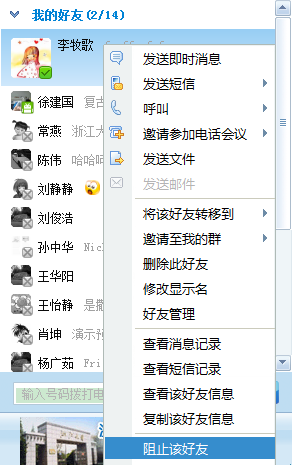 我的好友(2/14)
李牧歌
发送即时消息
徐建国 复古
发送短信
呼叫
常燕 浙江大
邀请参加电话会议
陈伟 哈哈哈
发送文件
刘静静
发送邮件
刘俊浩
将该好友转移到
孙中华 Nic
邀请至我的群
王华阳
删除此好友
王怡静 是
修改显示名
肖坤 演示
好友管理
杨广茹 Fri
查看消息记录
查看短信记录
输入号码拨打电
查看该好友信息
复制该好友信息
阻止该好友